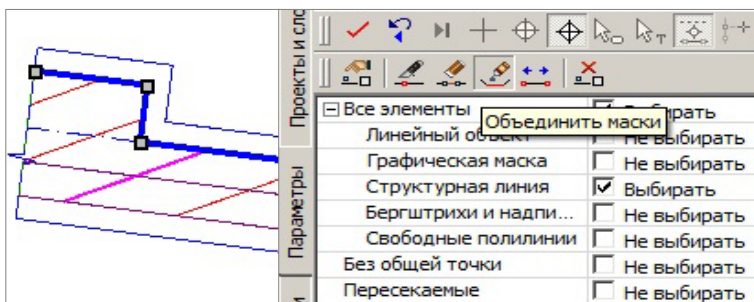 Проекты и сло
Параметры
Все элементы
Выбирать
Объединить маски
Линейный объект
Не выбирать
Графическая маска
Не выбирать
Структурная линия
Выбирать
Бергштрихи и надпи...
Не выбирать
Свободные полилинии
Не выбирать
Без общей точки
Не выбирать
Пересекаемые
Не выбирать